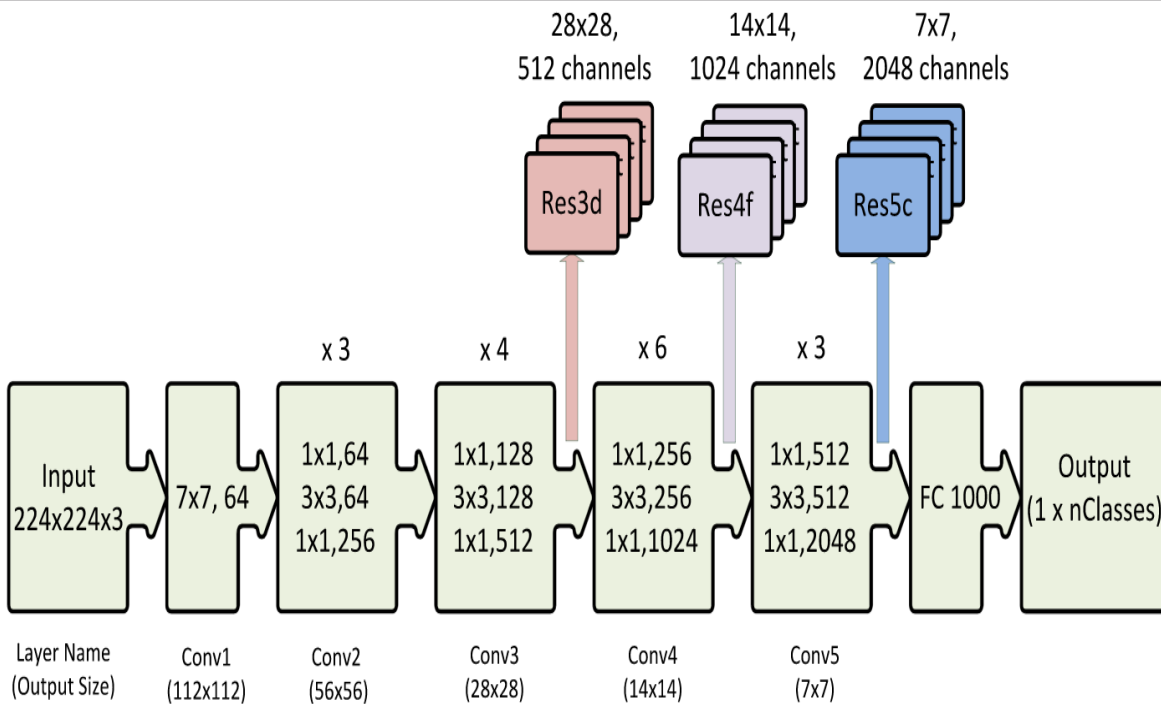 28x28,
512 channels
14x14,
1024 channels
7x7,
2048 channels
Res3d
Res4f
Res5c
x 3
x 4
x 6
x 3
Input
224x224x3
7x7, 64
1x1,64
3x3,64
1x1,256
1x1,128
3x3,128
1x1,512
1x1,256
3x3,256
1x1,1024
1x1,512
3x3,512
1x1,2048
FC 1000
Output
(1 x nClasses)
Layer Name
(Output Size)
Conv1
(112x112)
Conv2
(56x56)
Conv3
(28x28)
Conv4
(14x14)
Conv5
(7x7)